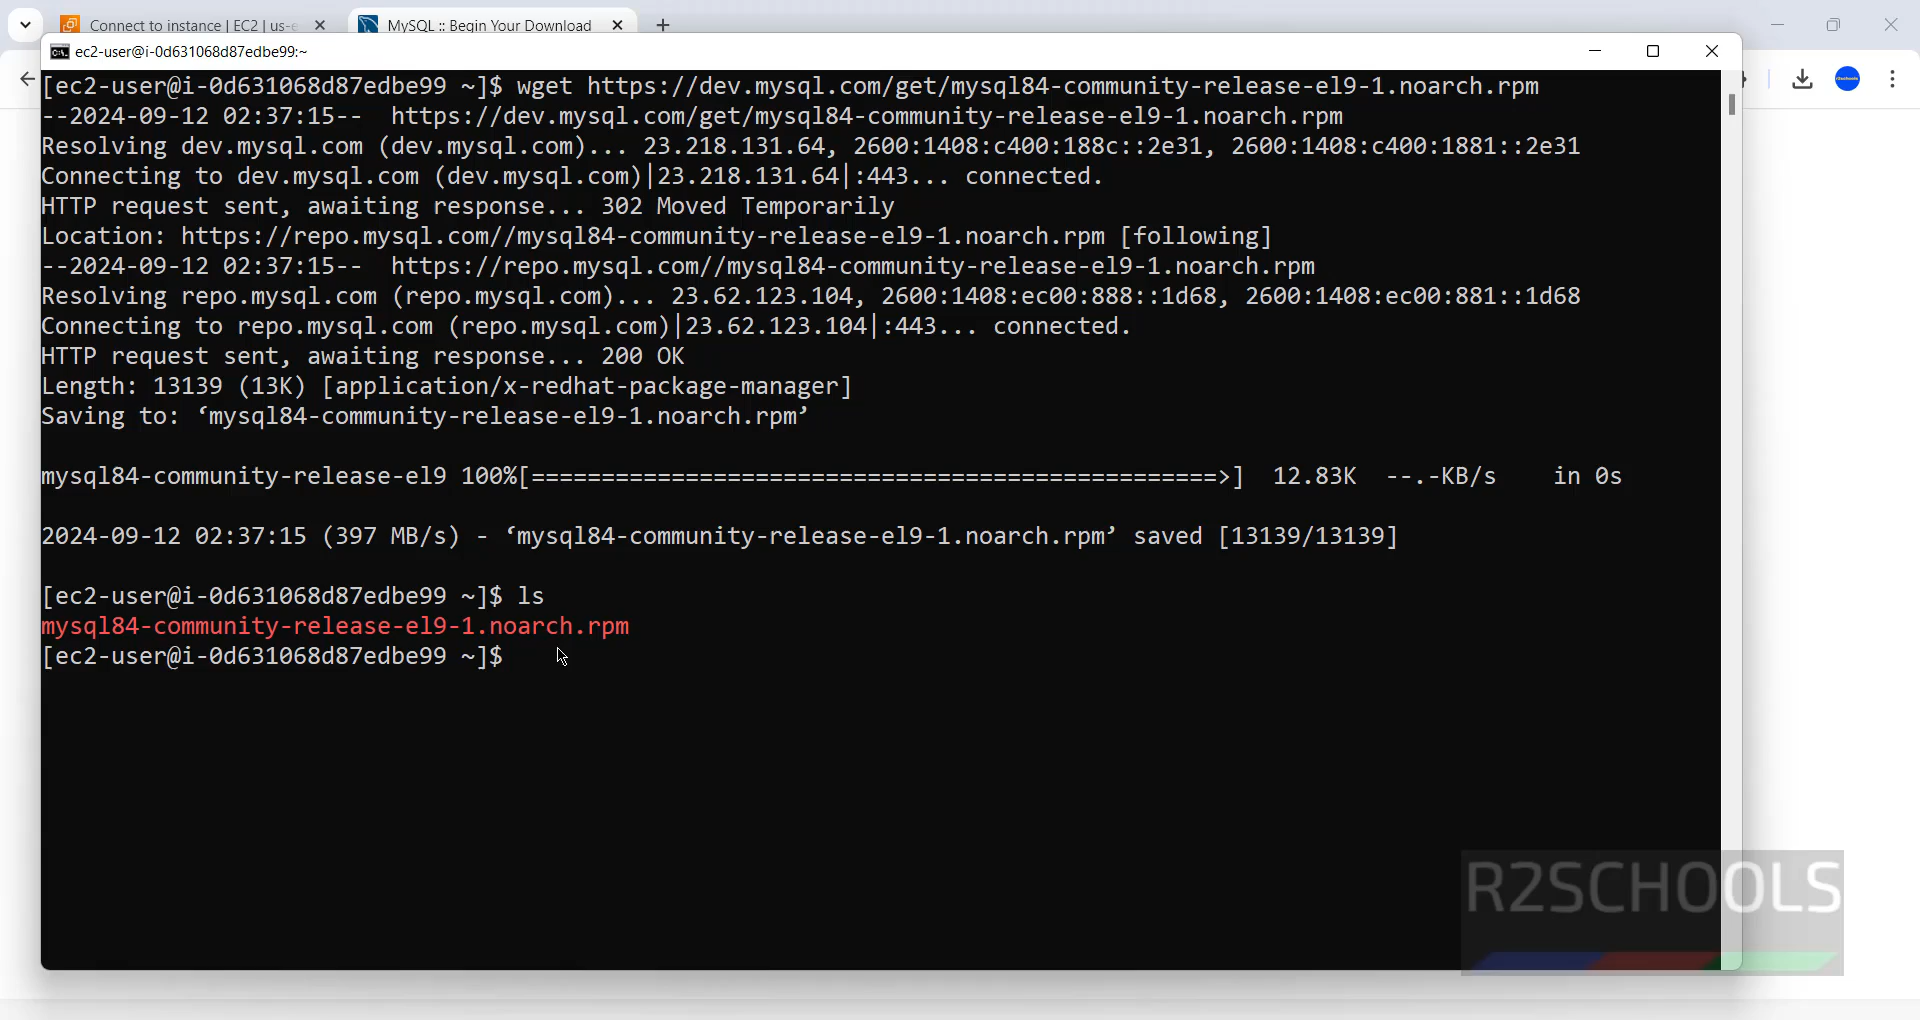 Connect to instance | EC2 | us-e
MySQL :: Begin Your Download
ec2-user@i-0d631068d87edbe99:~
[ec2-user@i-0d631068d87edbe99 ~]$ wget https://dev.mysql.com/get/mysql84-community-release-el9-1.noarch.rpm
--2024-09-12 02:37:15--  https://dev.mysql.com/get/mysql84-community-release-el9-1.noarch.rpm
Resolving dev.mysql.com (dev.mysql.com)... 23.218.131.64, 2600:1408:c400:188c::2e31, 2600:1408:c400:1881::2e31
Connecting to dev.mysql.com (dev.mysql.com)|23.218.131.64|:443... connected.
HTTP request sent, awaiting response... 302 Moved Temporarily
Location: https://repo.mysql.com//mysql84-community-release-el9-1.noarch.rpm [following]
--2024-09-12 02:37:15--  https://repo.mysql.com//mysql84-community-release-el9-1.noarch.rpm
Resolving repo.mysql.com (repo.mysql.com)... 23.62.123.104, 2600:1408:ec00:888::1d68, 2600:1408:ec00:881::1d68
Connecting to repo.mysql.com (repo.mysql.com)|23.62.123.104|:443... connected.
HTTP request sent, awaiting response... 200 OK
Length: 13139 (13K) [application/x-redhat-package-manager]
Saving to: ‘mysql84-community-release-el9-1.noarch.rpm’
mysql84-community-release-el9 100%[=================================================>]  12.83K  --.-KB/s    in 0s
2024-09-12 02:37:15 (397 MB/s) - ‘mysql84-community-release-el9-1.noarch.rpm’ saved [13139/13139]
[ec2-user@i-0d631068d87edbe99 ~]$ ls
mysql84-community-release-el9-1.noarch.rpm
[ec2-user@i-0d631068d87edbe99 ~]$
R2SCHOOLS